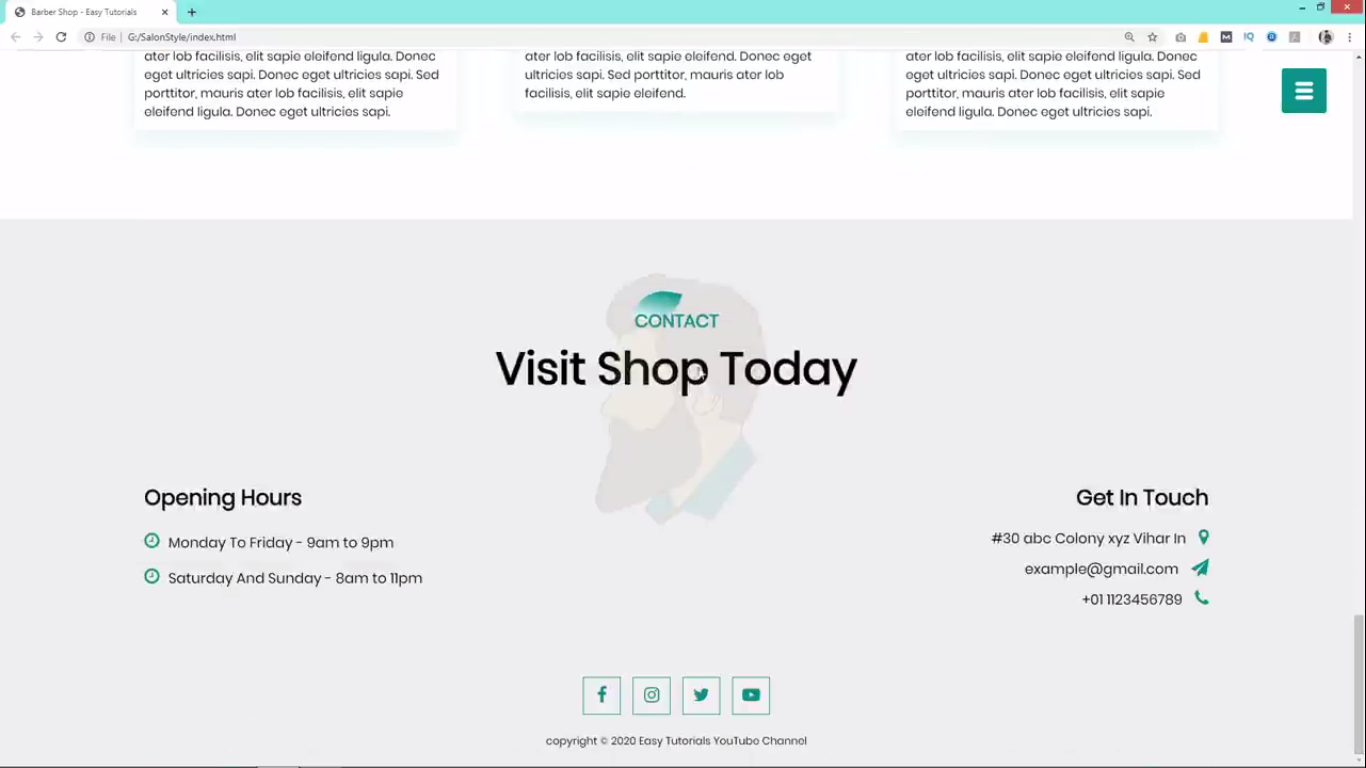 Barber Shop - Easy Tutorials
File | G:/SalonStyle/index.html
ater lob facilisis, elit sapie eleifend ligula. Donec
eget ultricies sapi. Donec eget ultricies sapi. Sed
porttitor, mauris ater lob facilisis, elit sapie
eleifend ligula. Donec eget ultricies sapi.
ater lob facilisis, elit sapie eleifend. Donec eget
ultricies sapi. Sed porttitor, mauris ater lob
facilisis, elit sapie eleifend.
ater lob facilisis, elit sapie eleifend ligula. Donec
eget ultricies sapi. Donec eget ultricies sapi. Sed
porttitor, mauris ater lob facilisis, elit sapie
eleifend ligula. Donec eget ultricies sapi.
CONTACT
Visit Shop Today
Opening Hours
Monday To Friday - 9am to 9pm
Saturday And Sunday - 8am to 11pm
Get In Touch
#30 abc Colony xyz Vihar In
example@gmail.com
+01 1123456789
copyright © 2020 Easy Tutorials YouTube Channel